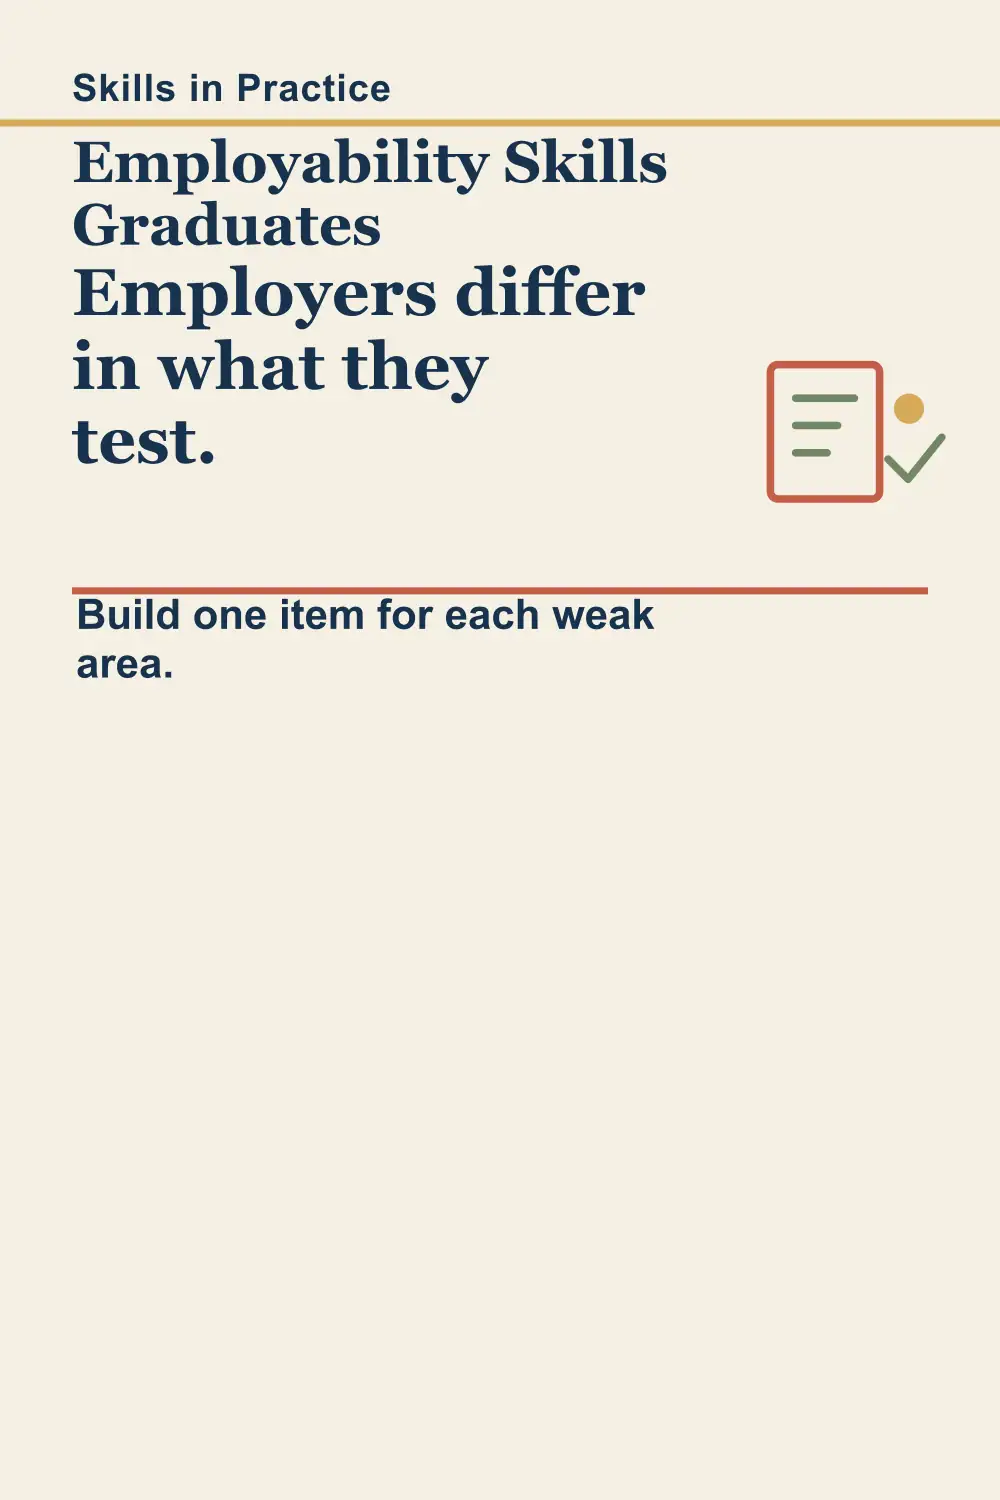 Skills in Practice
Employability Skills
Graduates
Employers differ
in what they
test.
Build one item for each weak
area.